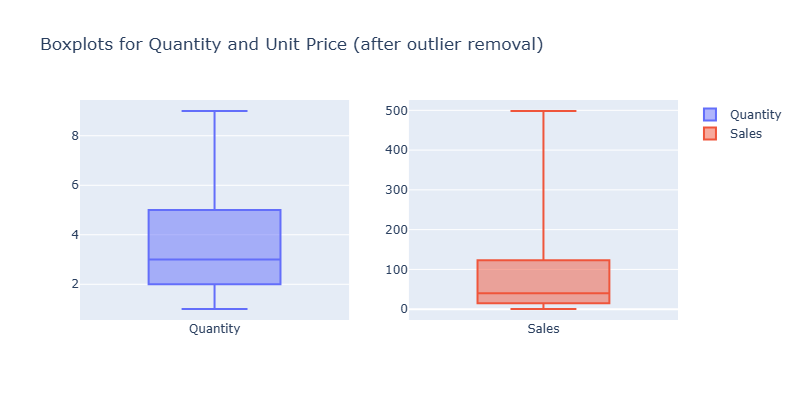 Boxplots for Quantity and Unit Price (after outlier removal)
8
6
4
2
Quantity
500
400
300
200
100
0
Sales
Quantity
Sales